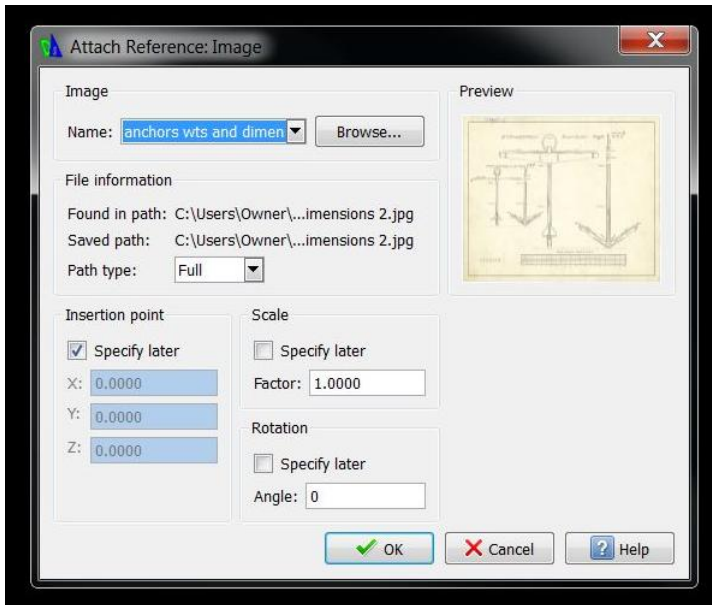 Attach Reference: Image
Image
Name: anchors wts and dimen
Browse...
File information
Found in path: C:\Users\Owner\...imensions 2.jpg
Saved path: C:\Users\Owner\...imensions 2.jpg
Path type: Full
Preview
Insertion point
Specify later
X: 0.0000
Y: 0.0000
Z: 0.0000
Scale
Specify later
Factor: 1.0000
Rotation
Specify later
Angle: 0
OK
Cancel
Help